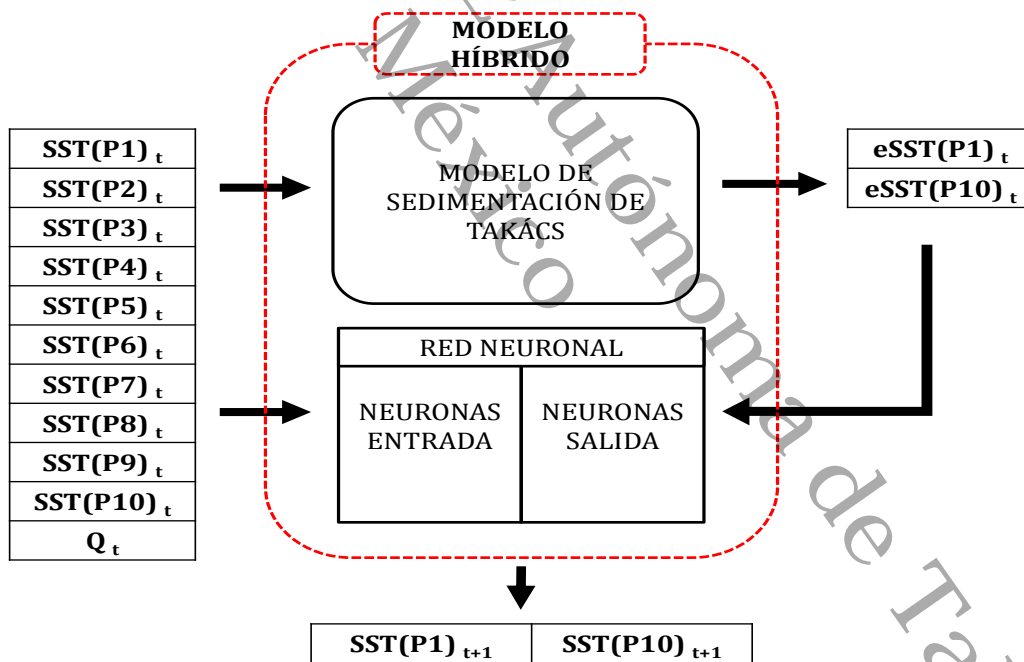 MODELO
HÍBRIDO
SST(P1) t
SST(P2) t
SST(P3) t
SST(P4) t
SST(P5) t
SST(P6) t
SST(P7) t
SST(P8) t
SST(P9) t
SST(P10) t
Q t
MODELO DE
SEDIMENTACIÓN DE
TAKÁCS
eSST(P1) t
eSST(P10) t
RED NEURONAL
NEURONAS
ENTRADA
NEURONAS
SALIDA
SST(P1) t+1
SST(P10) t+1
Autónoma de
México